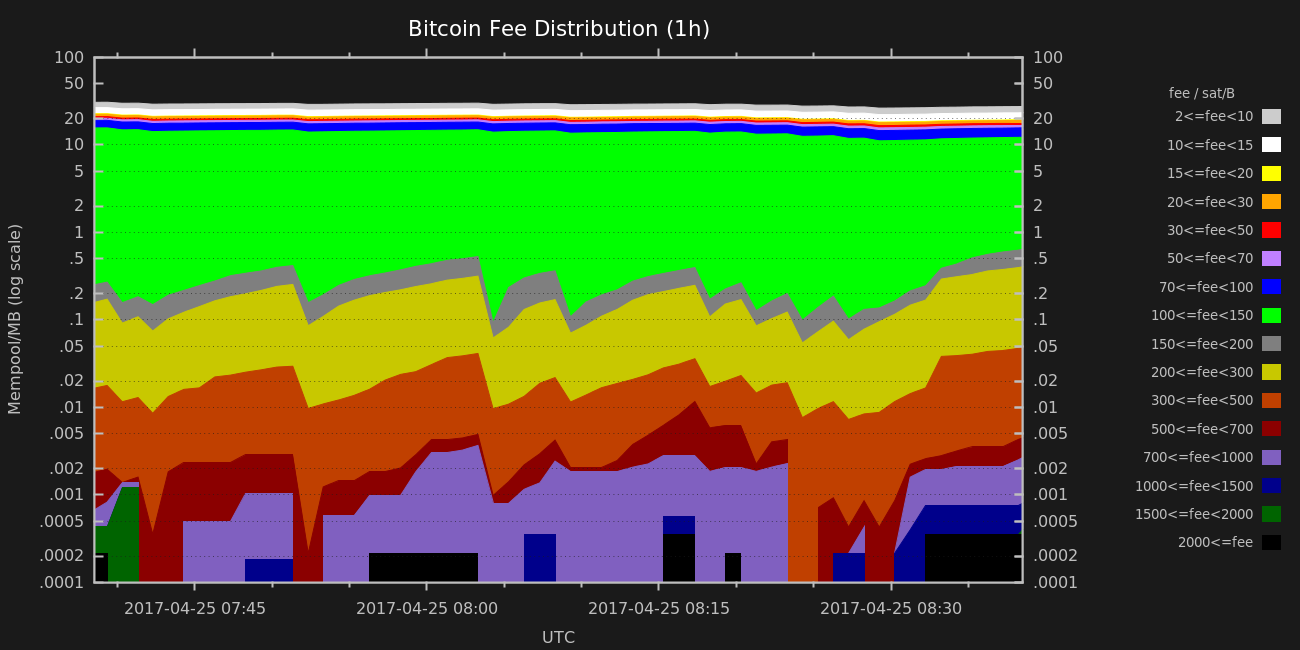 Bitcoin Fee Distribution (1h)
100 100
50 50
20 20
10 10
5 5
2 2
1 1
.5 .5
.2 .2
.1 .1
.05 .05
.02 .02
.01 .01
.005 .005
.002 .002
.001 .001
.0005 .0005
.0002 .0002
.0001 .0001
Mempool/MB (log scale)
2017-04-25 07:45 2017-04-25 08:00 2017-04-25 08:15 2017-04-25 08:30
UTC
fee / sat/B
2<=fee<10
10<=fee<15
15<=fee<20
20<=fee<30
30<=fee<50
50<=fee<70
70<=fee<100
100<=fee<150
150<=fee<200
200<=fee<300
300<=fee<500
500<=fee<700
700<=fee<1000
1000<=fee<1500
1500<=fee<2000
2000<=fee